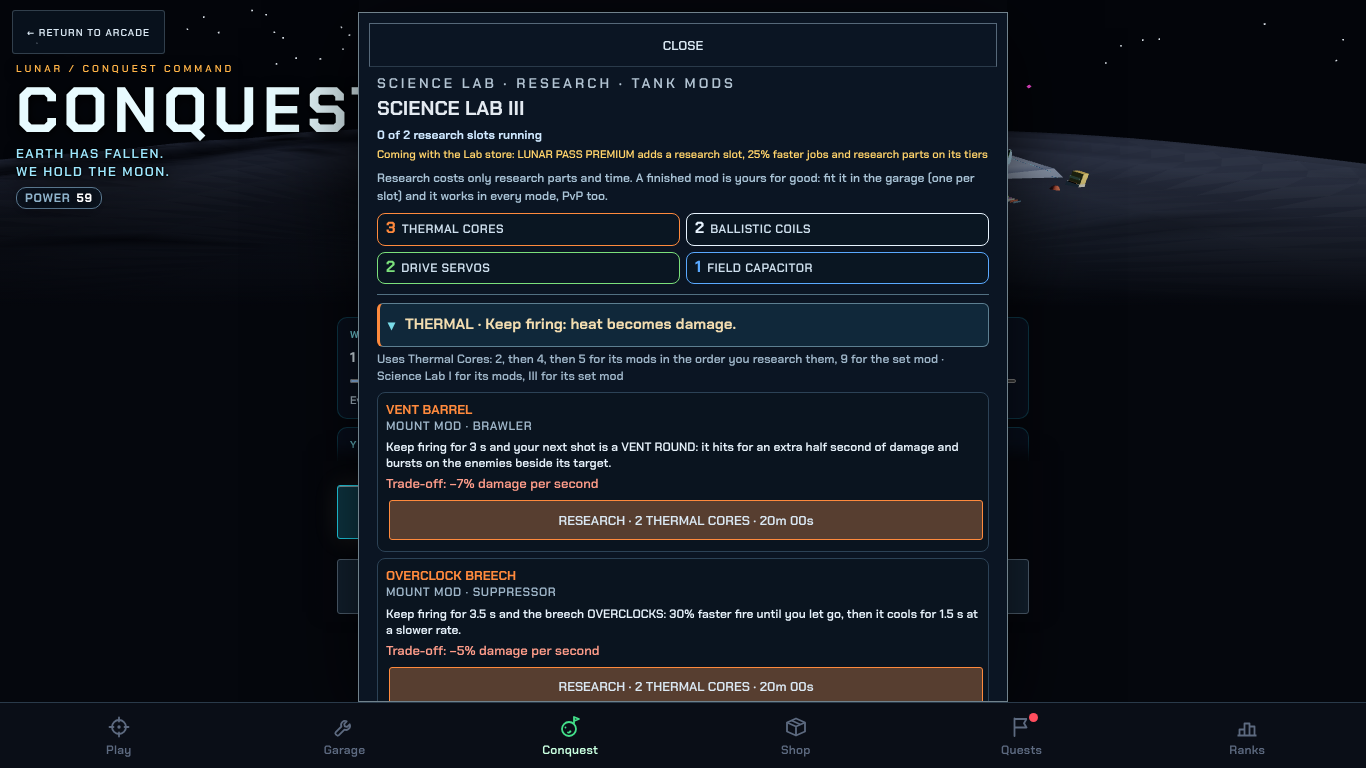 ← RETURN TO ARCADE
LUNAR / CONQUEST COMMAND
CONQUEST
EARTH HAS FALLEN.
WE HOLD THE MOON.
POWER 59
CLOSE
SCIENCE LAB · RESEARCH · TANK MODS
SCIENCE LAB III
0 of 2 research slots running
Coming with the Lab store: LUNAR PASS PREMIUM adds a research slot, 25% faster jobs and research parts on its tiers
Research costs only research parts and time. A finished mod is yours for good: fit it in the garage (one per
slot) and it works in every mode, PvP too.
3 THERMAL CORES
2 BALLISTIC COILS
2 DRIVE SERVOS
1 FIELD CAPACITOR
▼ THERMAL · Keep firing: heat becomes damage.
Uses Thermal Cores: 2, then 4, then 5 for its mods in the order you research them, 9 for the set mod ·
Science Lab I for its mods, III for its set mod
VENT BARREL
MOUNT MOD · BRAWLER
Keep firing for 3 s and your next shot is a VENT ROUND: it hits for an extra half second of damage and
bursts on the enemies beside its target.
Trade-off: −7% damage per second
RESEARCH · 2 THERMAL CORES · 20m 00s
OVERCLOCK BREECH
MOUNT MOD · SUPPRESSOR
Keep firing for 3.5 s and the breech OVERCLOCKS: 30% faster fire until you let go, then it cools for 1.5 s at
a slower rate.
Trade-off: −5% damage per second
RESEARCH · 2 THERMAL CORES · 20m 00s
Play
Garage
Conquest
Shop
Quests
Ranks